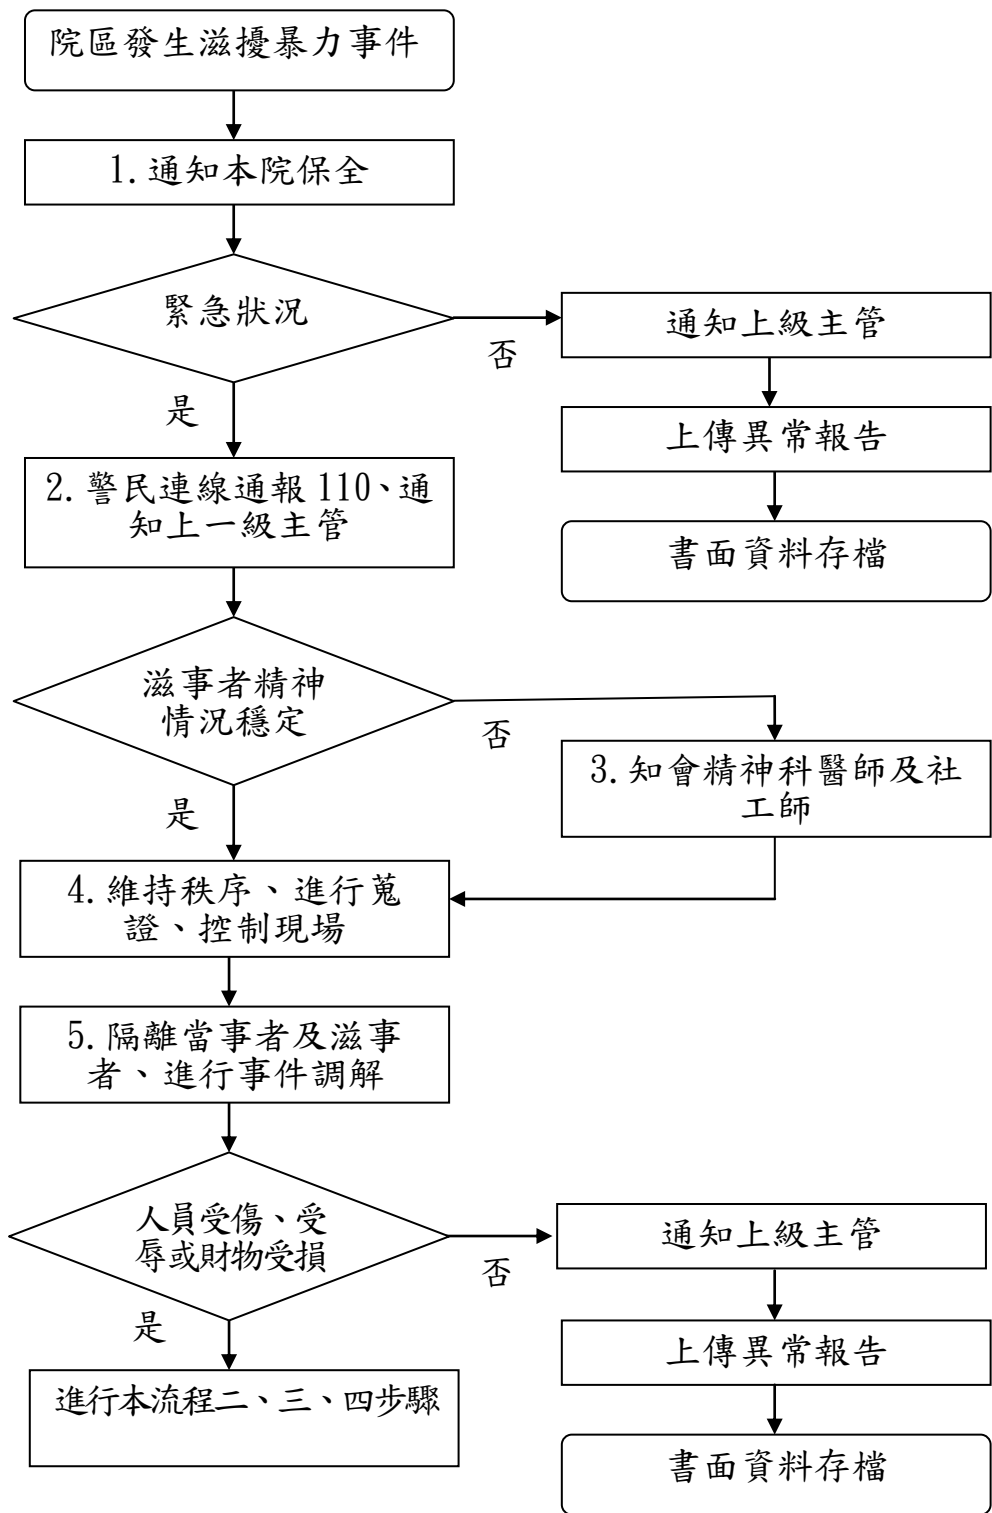 院區發生滋擾暴力事件
1.通知本院保全
緊急狀況
否
是
通知上級主管
上傳異常報告
書面資料存檔
2.警民連線通報 110、通
知上一級主管
滋事者精神
情況穩定
否
是
3.知會精神科醫師及社
工師
4.維持秩序、進行蒐
證、控制現場
5.隔離當事者及滋事
者、進行事件調解
人員受傷、受
辱或財物受損
否
是
通知上級主管
上傳異常報告
書面資料存檔
進行本流程二、三、四步驟